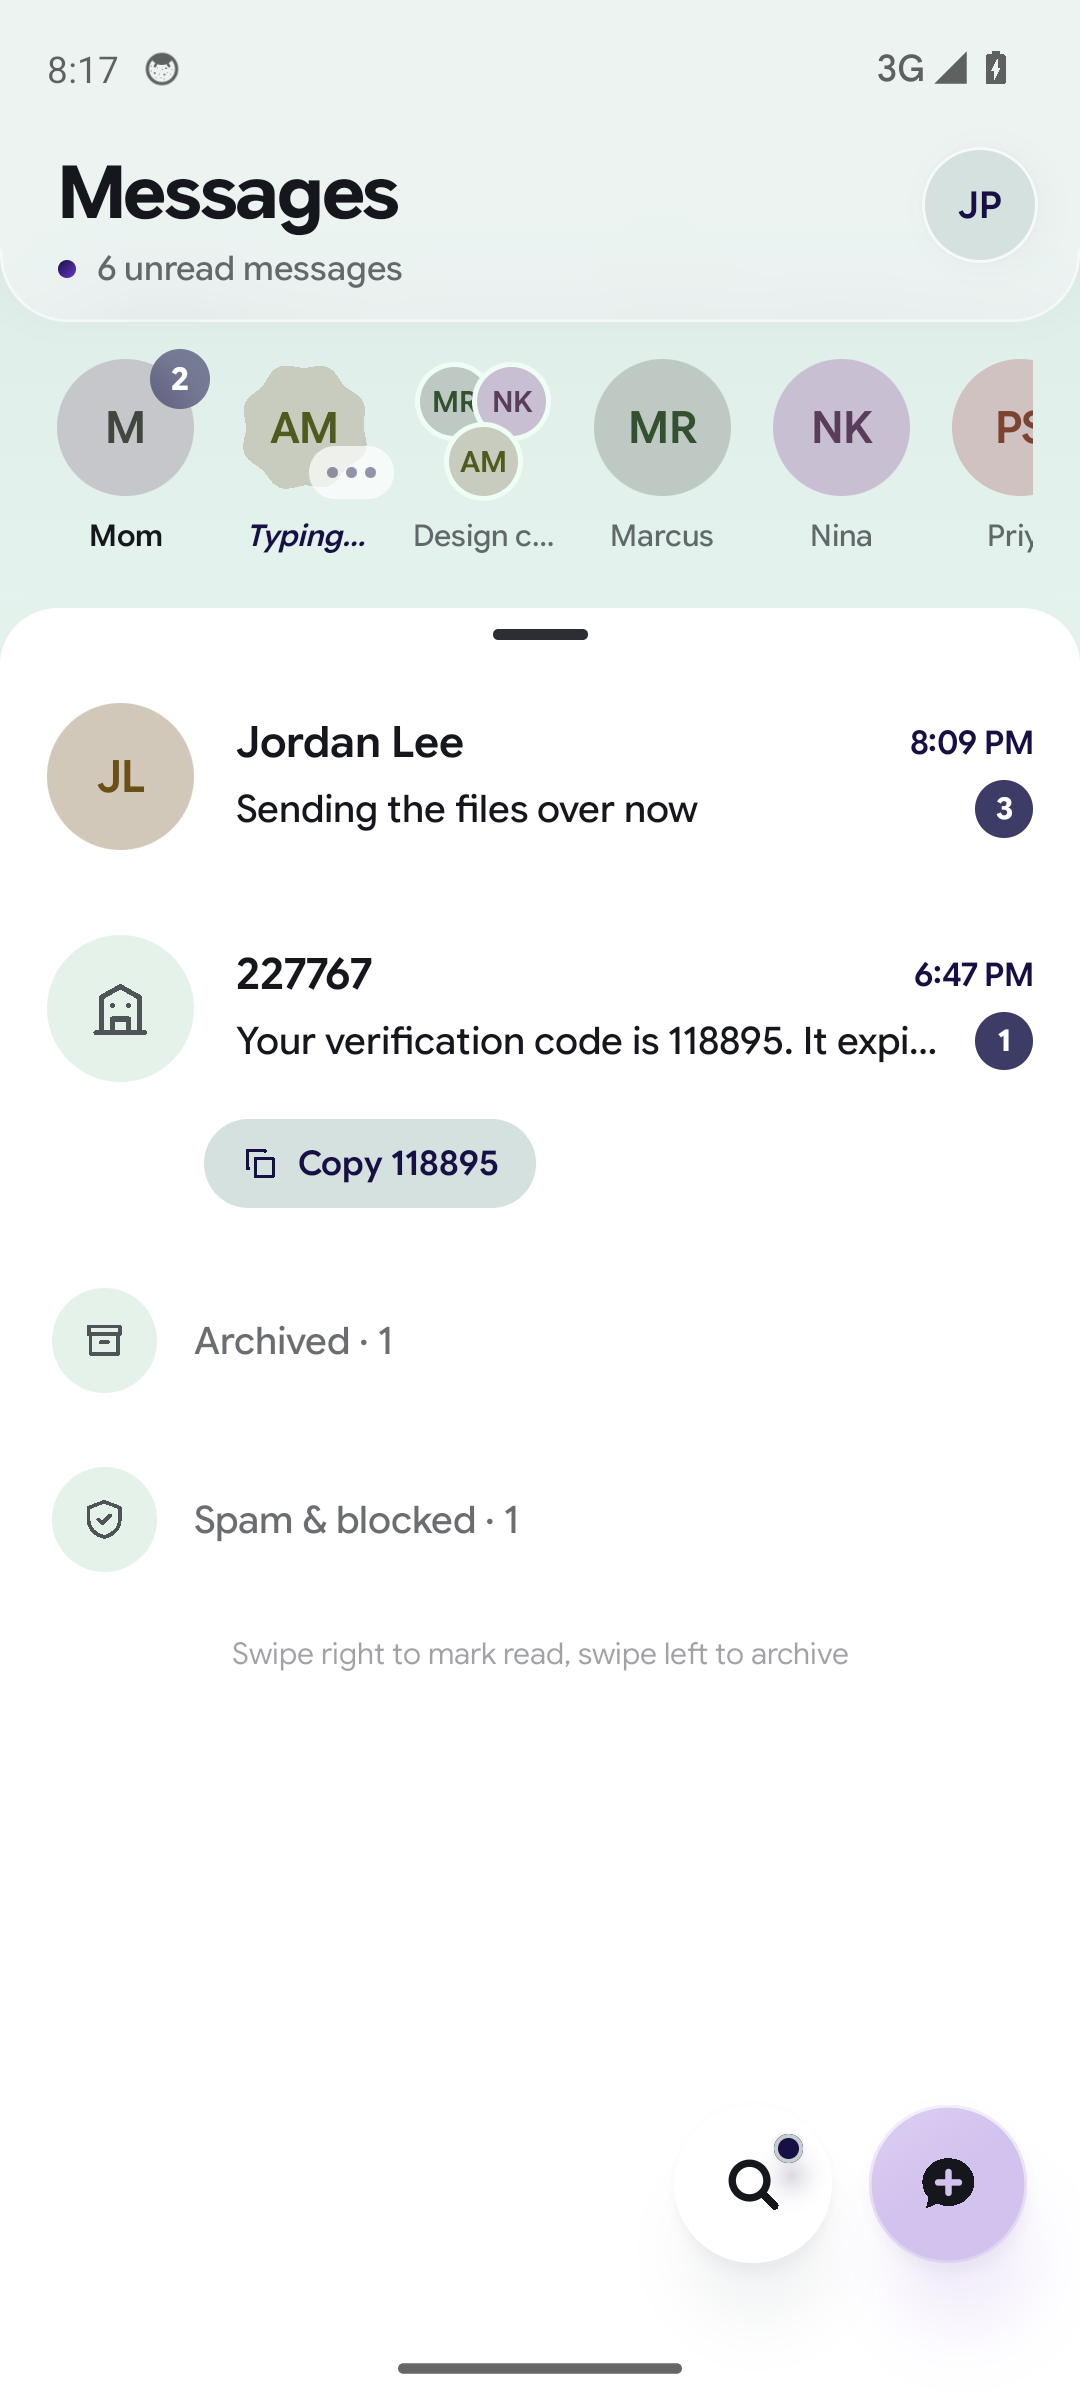 8:17
3G
Messages
JP
6 unread messages
M
2
AM
MR
NK
AM
MR
NK
PS
Mom
Typing...
Design c...
Marcus
Nina
Priy
JL
Jordan Lee
8:09 PM
Sending the files over now
3
227767
6:47 PM
Your verification code is 118895. It expi...
1
Copy 118895
Archived · 1
Spam & blocked · 1
Swipe right to mark read, swipe left to archive